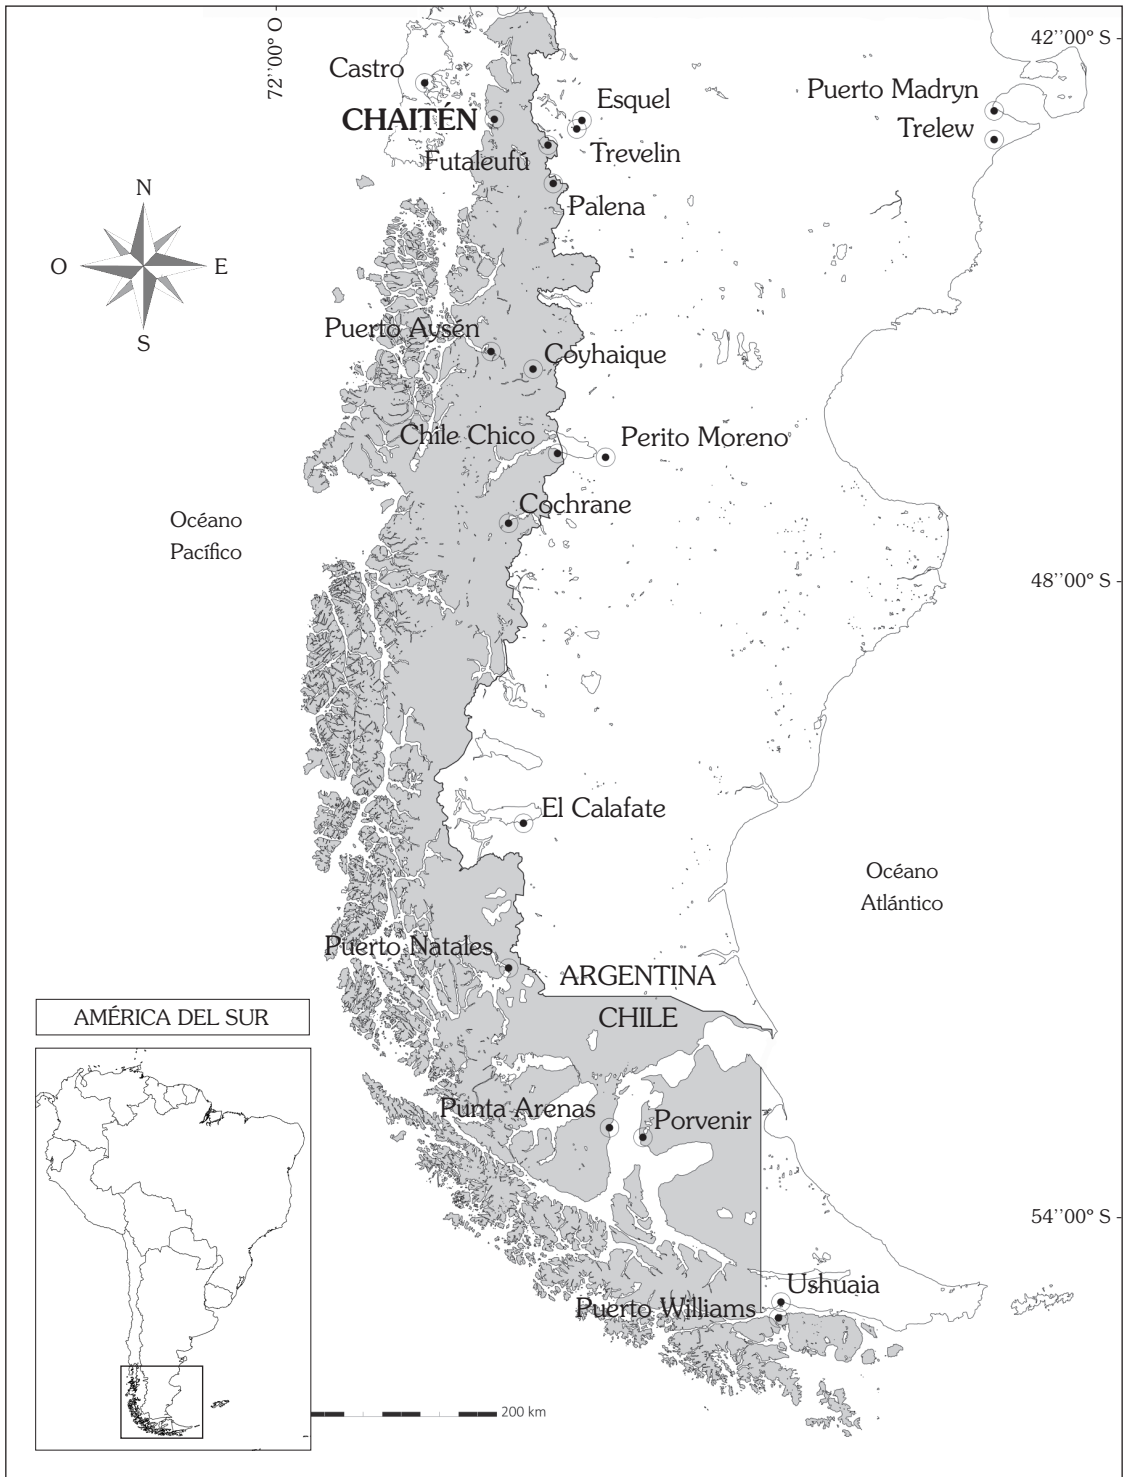 72''00° O
42''00° S
Castro
Puerto Madryn
Esquel
CHAITÉN
Trelew
Trevelin
Futaleufú
Palena
N
O
E
S
Puerto Aysén
Coyhaique
Chile Chico
Perito Moreno
Cochrane
Océano
Pacífico
48''00° S
El Calafate
Océano
Atlántico
Puerto Natales
ARGENTINA
CHILE
AMÉRICA DEL SUR
Punta Arenas
Porvenir
54''00° S
Ushuaia
Puerto Williams
200 km